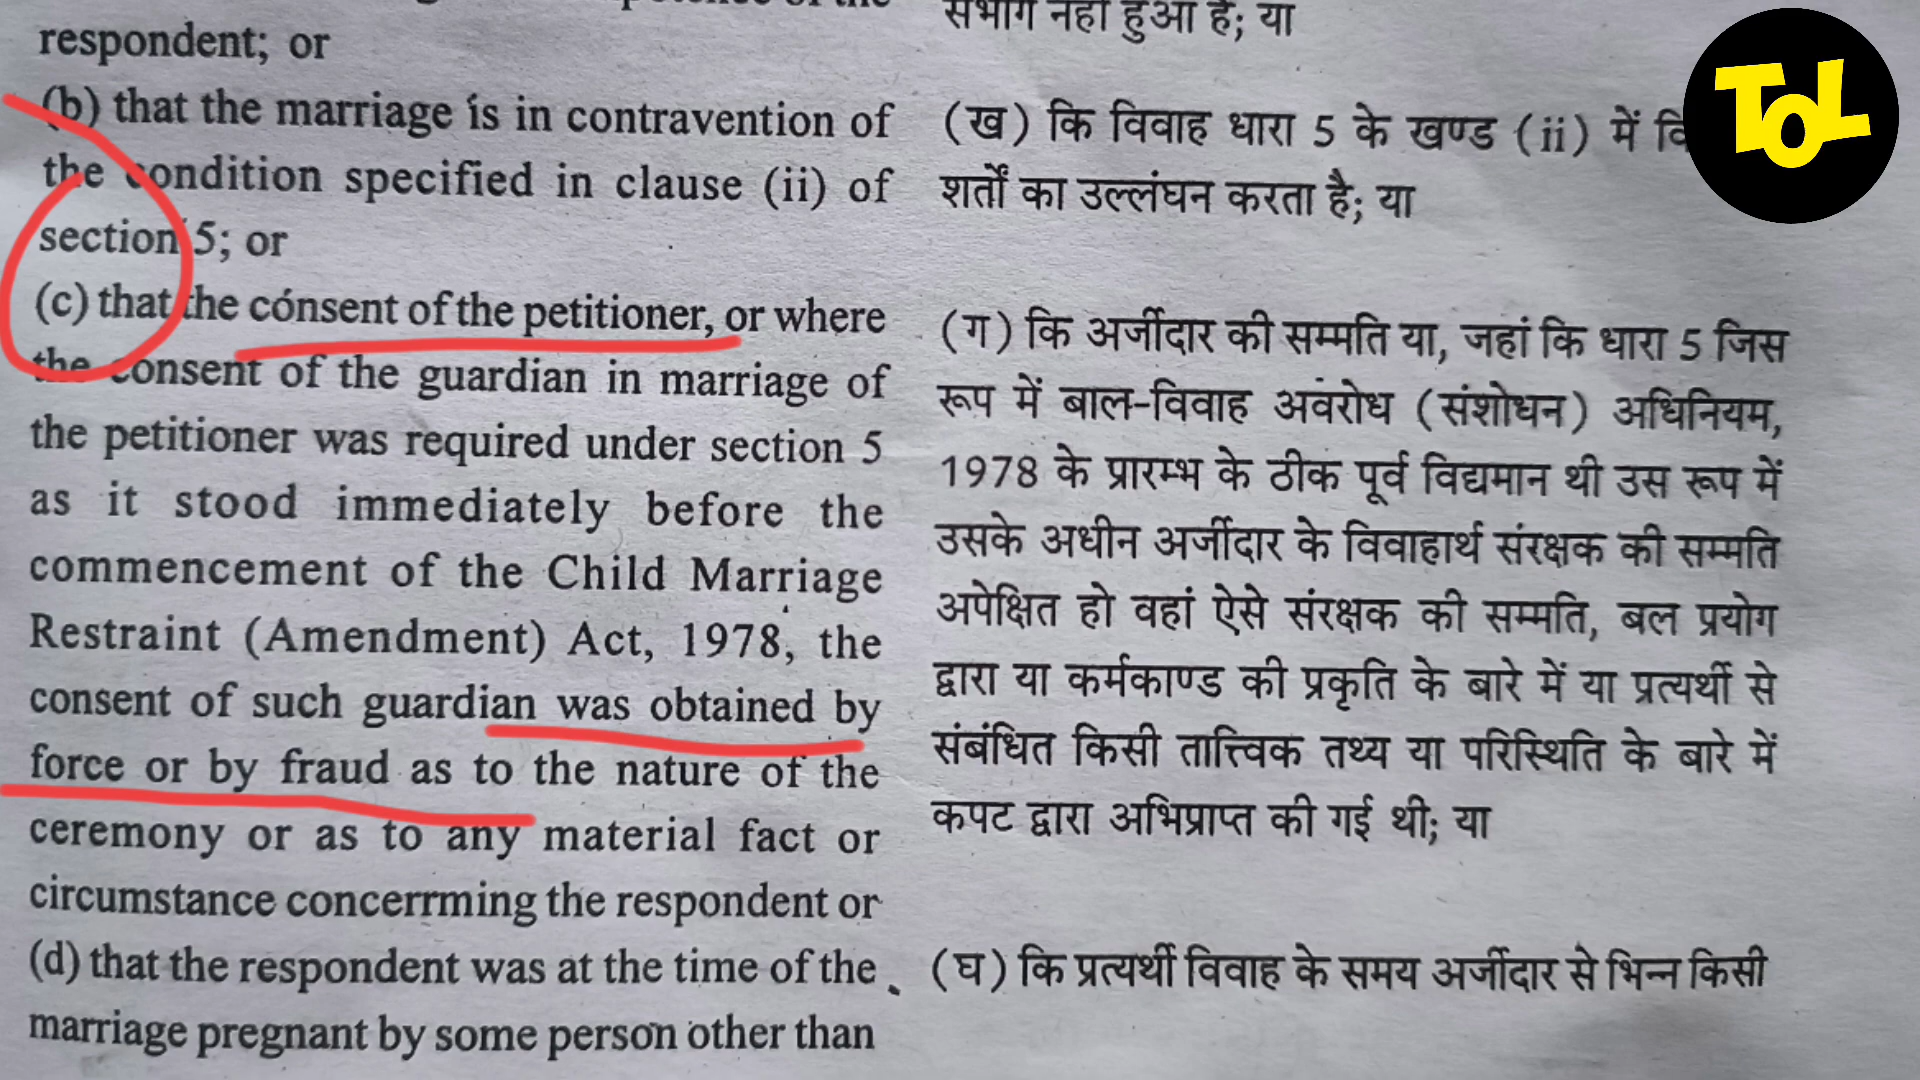 respondent; or
(b) that the marriage is in contravention of
the condition specified in clause (ii) of
section 5; or
(c) that the consent of the petitioner, or where
the consent of the guardian in marriage of
the petitioner was required under section 5
as it stood immediately before the
commencement of the Child Marriage
Restraint (Amendment) Act, 1978, the
consent of such guardian was obtained by
force or by fraud as to the nature of the
ceremony or as to any material fact or
circumstance concerrming the respondent or
(d) that the respondent was at the time of the
marriage pregnant by some person other than
संभोग नहीं हुआ है; या
(ख) कि विवाह धारा 5 के खण्ड (ii) में
शर्तों का उल्लंघन करता है; या
(ग) कि अर्जीदार की सम्मति या, जहां कि धारा 5 जिस
रूप में बाल-विवाह अवरोध (संशोधन) अधिनियम,
1978 के प्रारम्भ के ठीक पूर्व विद्यमान थी उस रूप में
उसके अधीन अर्जीदार के विवाहार्थ संरक्षक की सम्मति
अपेक्षित हो वहां ऐसे संरक्षक की सम्मति, बल प्रयोग
द्वारा या कर्मकाण्ड की प्रकृति के बारे में या प्रत्यर्थी से
संबंधित किसी तात्त्विक तथ्य या परिस्थिति के बारे में
कपट द्वारा अभिप्राप्त की गई थी; या
(घ) कि प्रत्यर्थी विवाह के समय अर्जीदार से भिन्न किसी
TOL